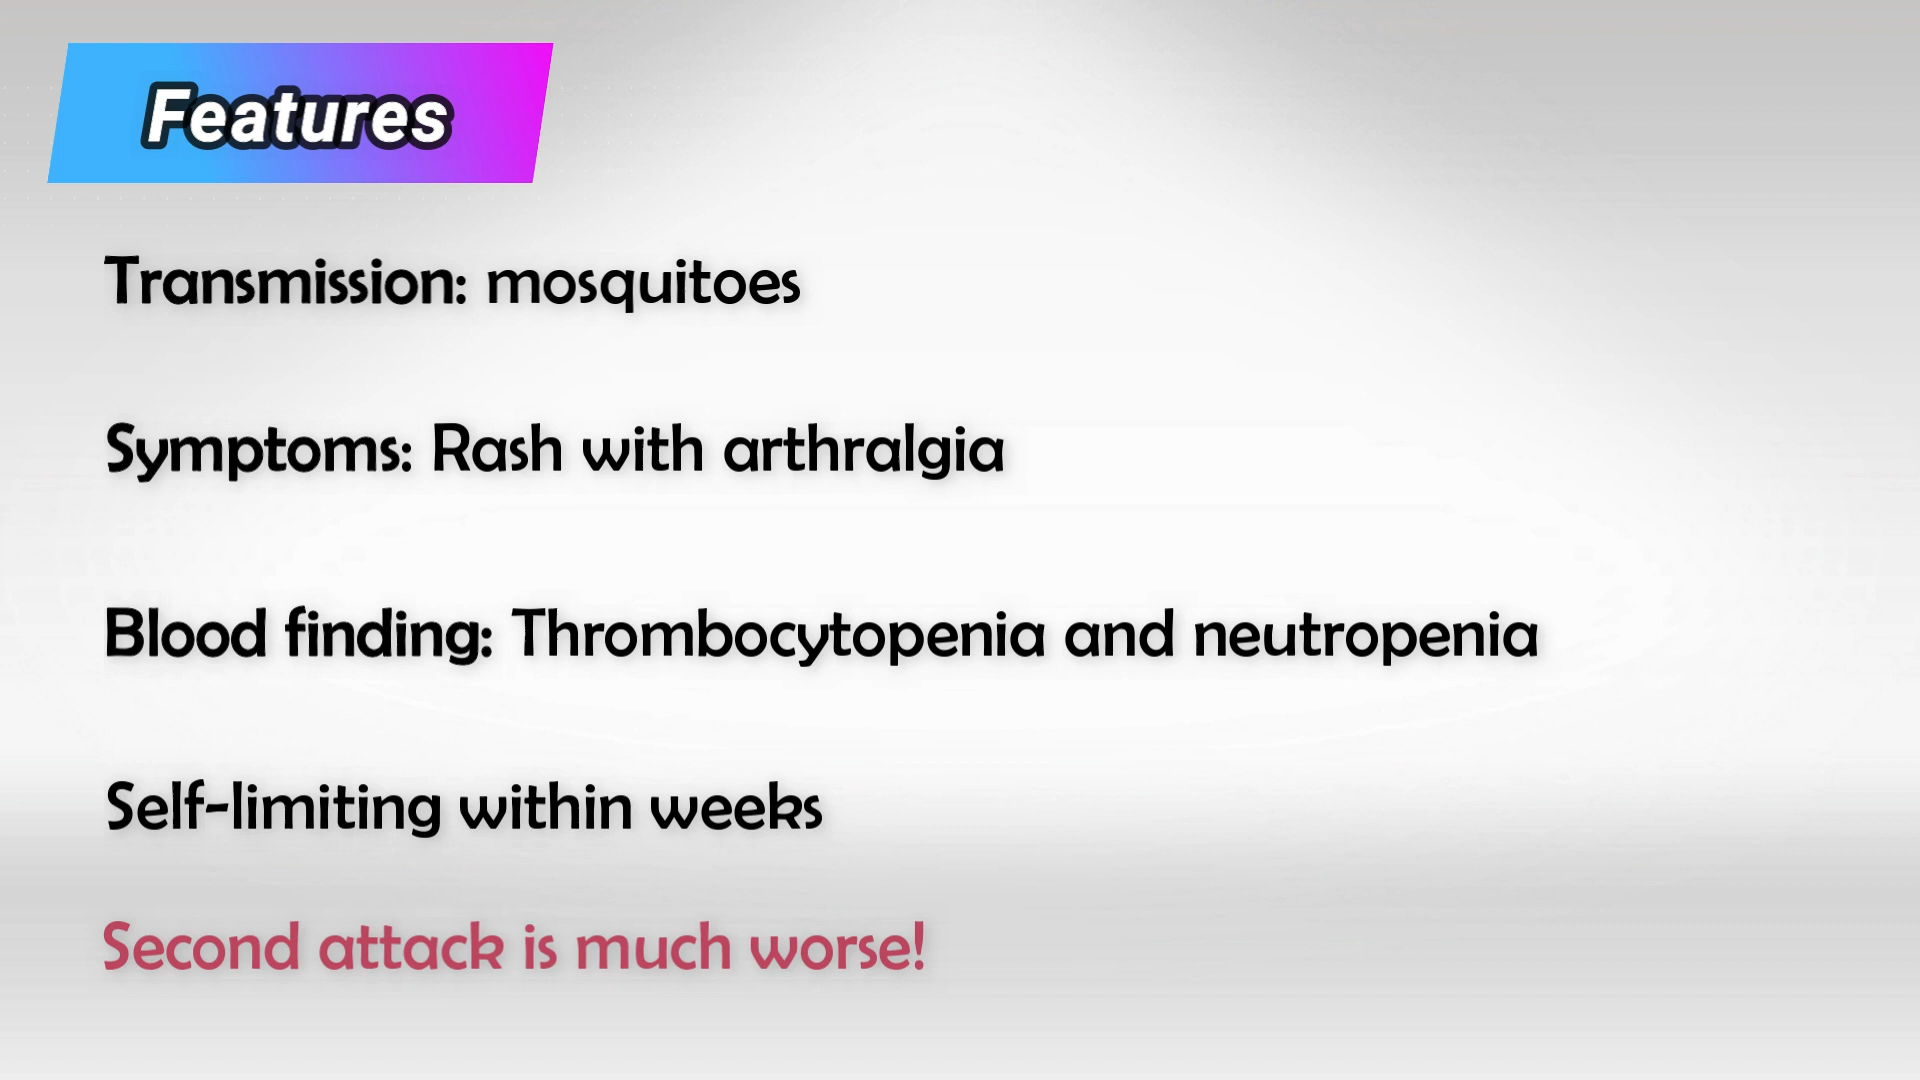 Features
Transmission: mosquitoes
Symptoms: Rash with arthralgia
Blood finding: Thrombocytopenia and neutropenia
Self-limiting within weeks
Second attack is much worse!